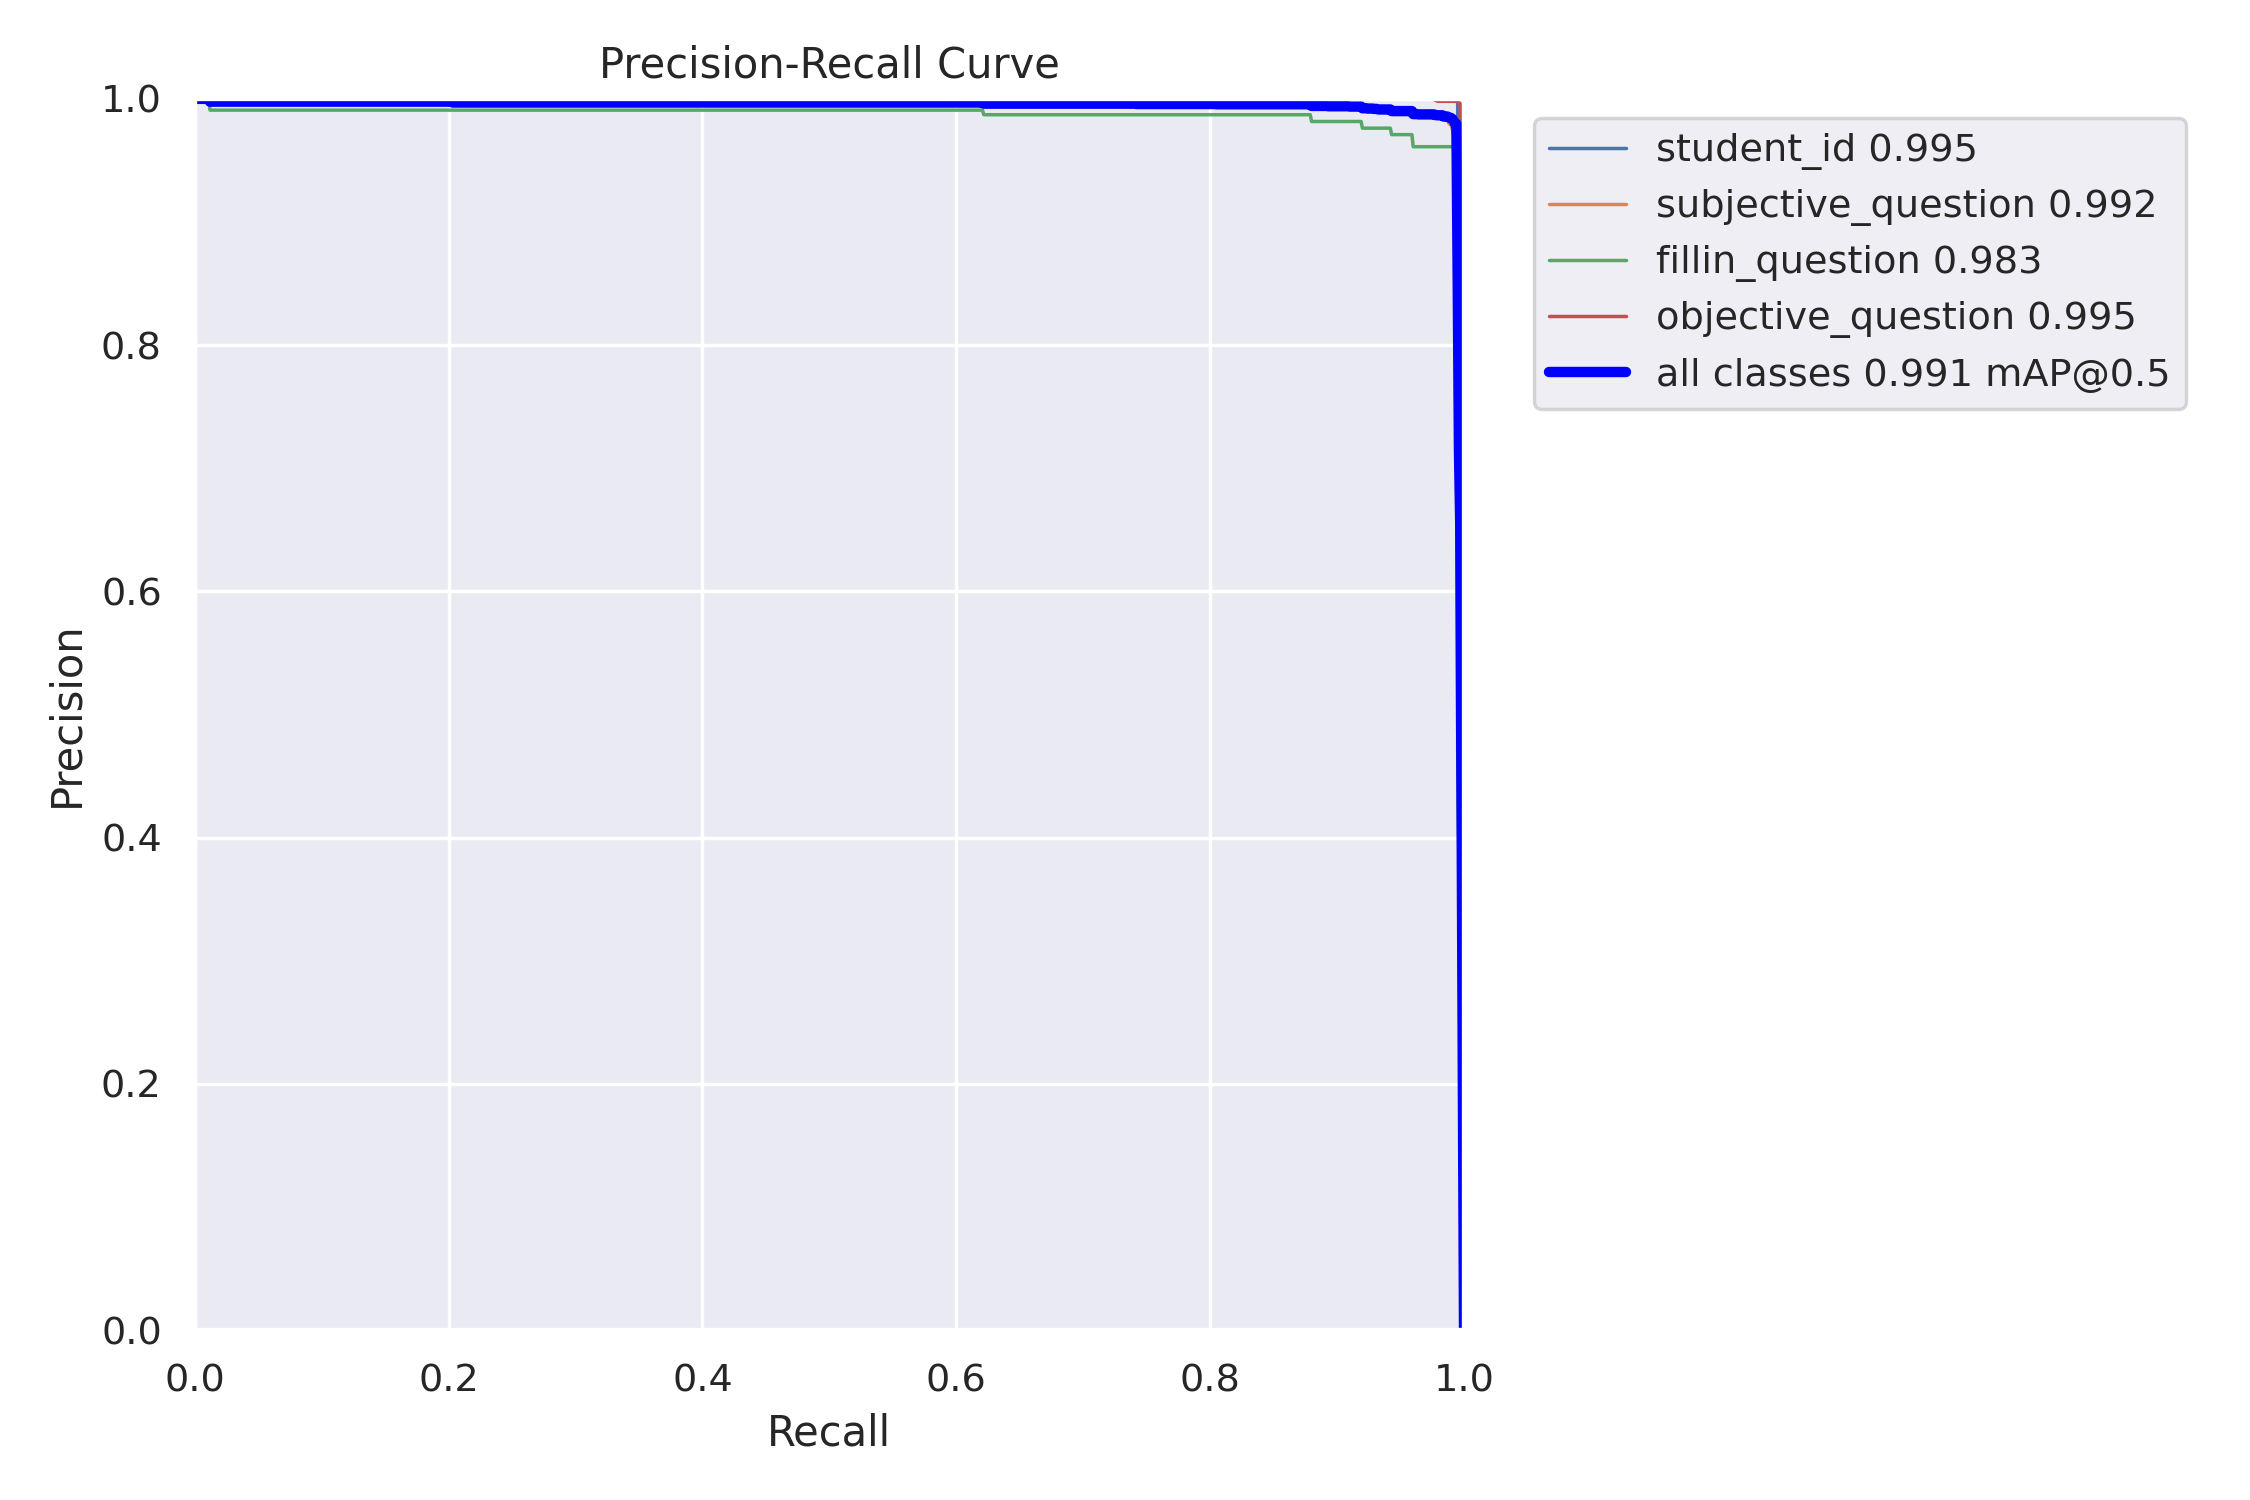 Precision-Recall Curve
1.0
0.8
0.6
0.4
0.2
0.0
Precision
0.0 0.2 0.4 0.6 0.8 1.0
Recall
student_id 0.995
subjective_question 0.992
fillin_question 0.983
objective_question 0.995
all classes 0.991 mAP@0.5